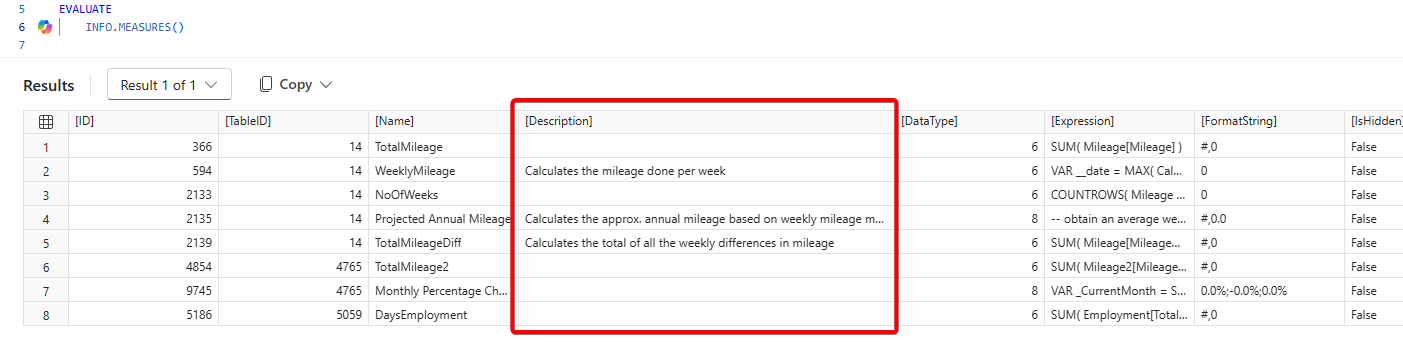 5 EVALUATE
6 INFO.MEASURES()
7
Results Result 1 of 1 Copy
[ID] [TableID] [Name] [Description] [DataType] [Expression] [FormatString] [IsHidden]
1 366 14 TotalMileage 6 SUM( Mileage[Mileage] ) #,0 False
2 594 14 WeeklyMileage Calculates the mileage done per week 6 VAR __date = MAX( Cal... 0 False
3 2133 14 NoOfWeeks 6 COUNTROWS( Mileage ... 0 False
4 2135 14 Projected Annual Mileage Calculates the approx. annual mileage based on weekly mileage m... 8 -- obtain an average we... #,0.0 False
5 2139 14 TotalMileageDiff Calculates the total of all the weekly differences in mileage 6 SUM( Mileage[Mileage... #,0 False
6 4854 4765 TotalMileage2 6 SUM( Mileage2[Mileage... #,0 False
7 9745 4765 Monthly Percentage Ch... 8 VAR _CurrentMonth = S... 0.0%;-0.0%;0.0% False
8 5186 5059 DaysEmployment 6 SUM( Employment[Total... #,0 False